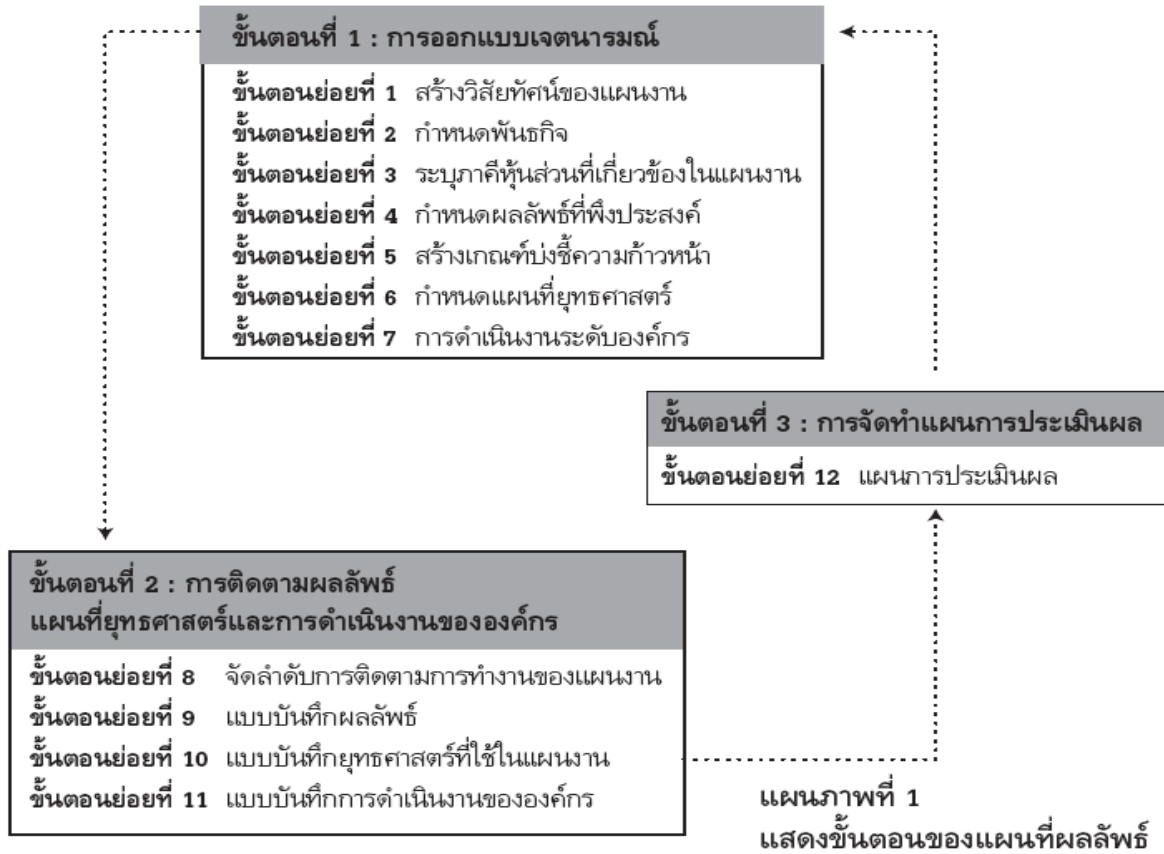 ขั้นตอนที่ 1 : การออกแบบเจตนารมณ์
ขั้นตอนย่อยที่ 1 สร้างวิสัยทัศน์ของแผนงาน
ขั้นตอนย่อยที่ 2 กำหนดพันธกิจ
ขั้นตอนย่อยที่ 3 ระบุภาคีหุ้นส่วนที่เกี่ยวข้องในแผนงาน
ขั้นตอนย่อยที่ 4 กำหนดผลลัพธ์ที่พึงประสงค์
ขั้นตอนย่อยที่ 5 สร้างเกณฑ์บ่งชี้ความก้าวหน้า
ขั้นตอนย่อยที่ 6 กำหนดแผนที่ยุทธศาสตร์
ขั้นตอนย่อยที่ 7 การดำเนินงานระดับองค์กร
ขั้นตอนที่ 3 : การจัดทำแผนการประเมินผล
ขั้นตอนย่อยที่ 12 แผนการประเมินผล
ขั้นตอนที่ 2 : การติดตามผลลัพธ์
แผนที่ยุทธศาสตร์และการดำเนินงานขององค์กร
ขั้นตอนย่อยที่ 8 จัดลำดับการติดตามการทำงานของแผนงาน
ขั้นตอนย่อยที่ 9 แบบบันทึกผลลัพธ์
ขั้นตอนย่อยที่ 10 แบบบันทึกยุทธศาสตร์ที่ใช้ในแผนงาน
ขั้นตอนย่อยที่ 11 แบบบันทึกการดำเนินงานขององค์กร
แผนภาพที่ 1
แสดงขั้นตอนของแผนที่ผลลัพธ์